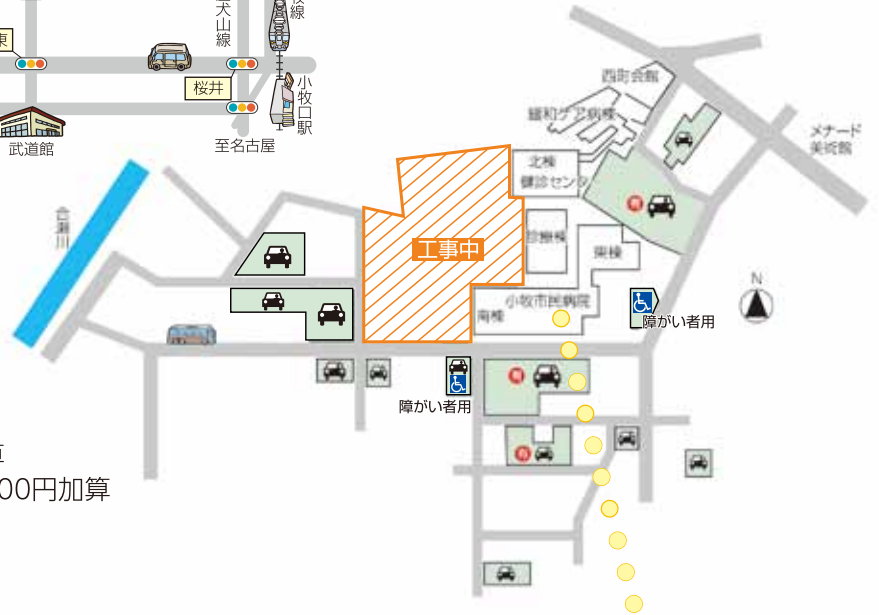 東
犬山線
牧線
桜井
小牧口駅
武道館
至名古屋
合瀬川
西町会館
緩和ケア病棟
メナード
美術館
北棟
健診センタ
工事中
診療棟
東棟
N
小牧市民病院
南棟
障がい者用
障がい者用
00円加算